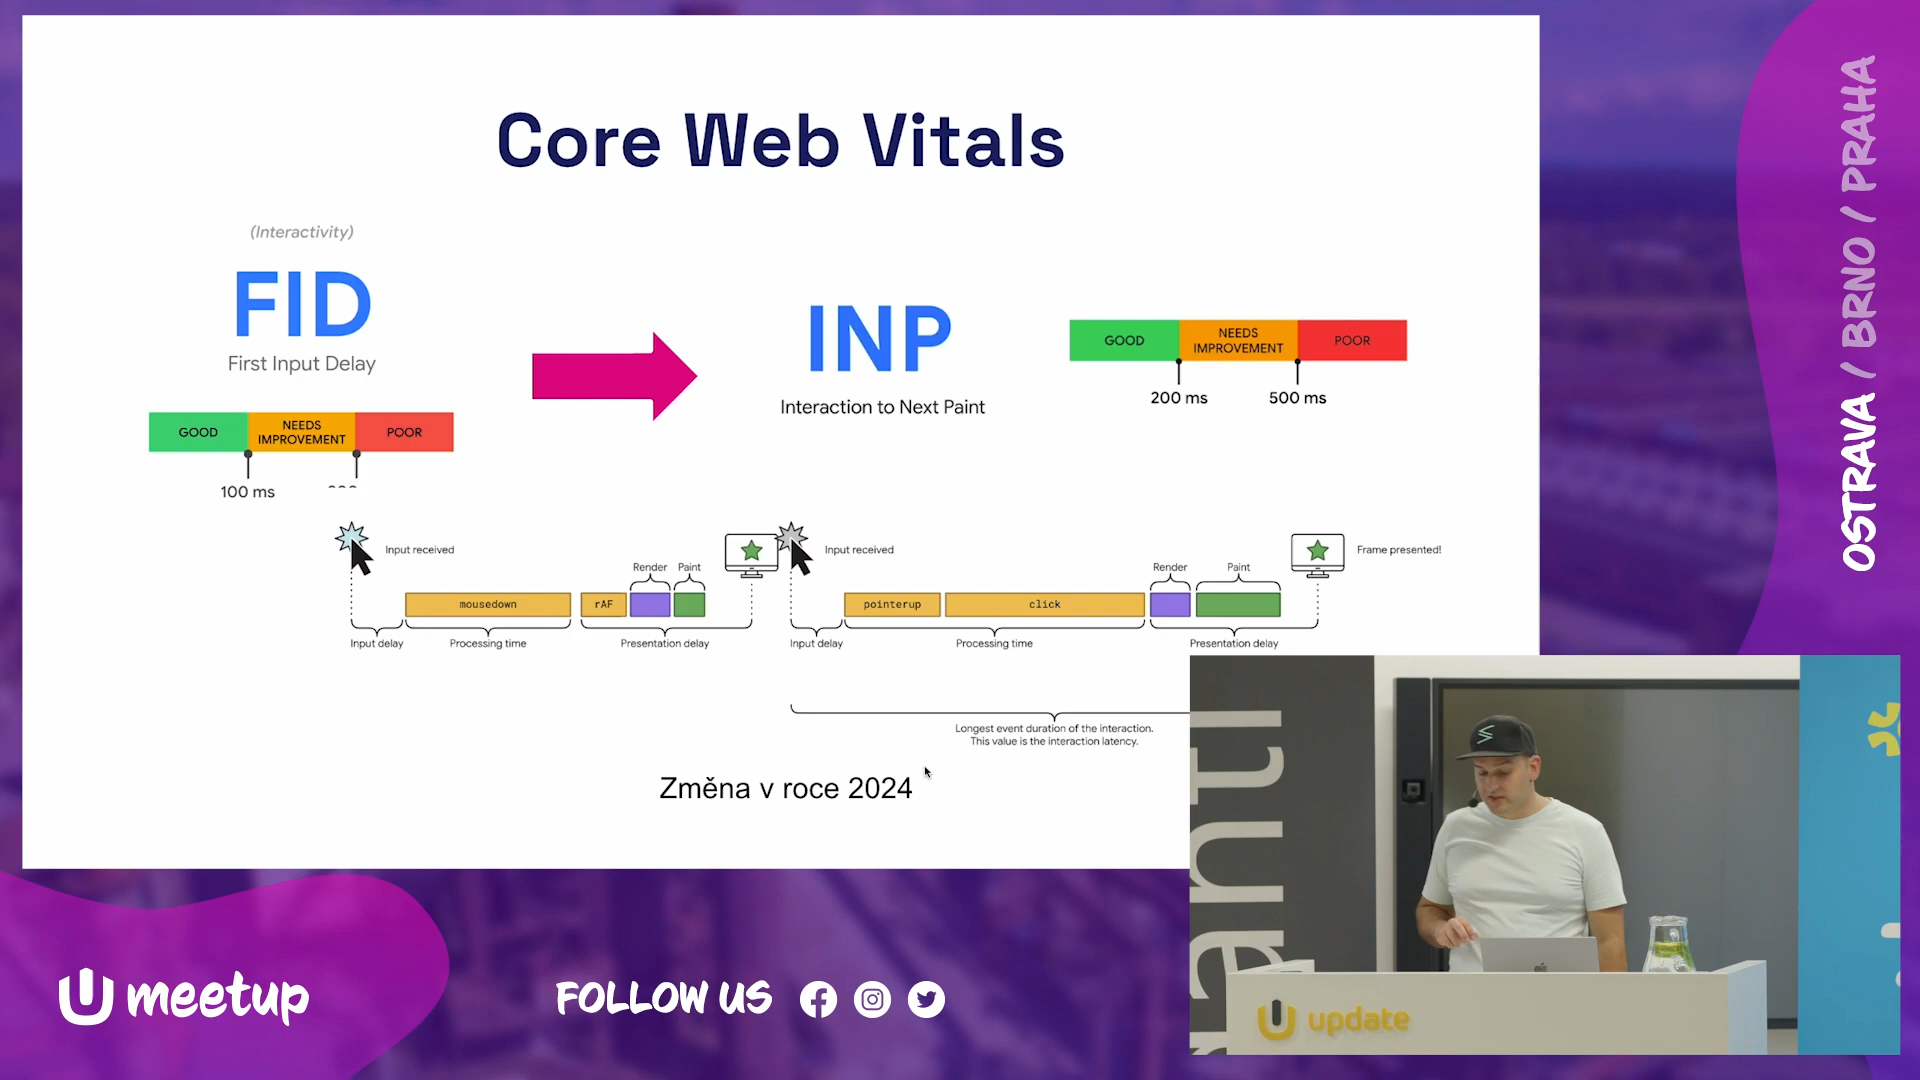 Core Web Vitals
(Interactivity)
FID
First Input Delay
GOOD
NEEDS
IMPROVEMENT
POOR
100 ms
INP
Interaction to Next Paint
GOOD
NEEDS
IMPROVEMENT
POOR
200 ms
500 ms
Input received
Render
Paint
mousedown
rAF
Input delay
Processing time
Presentation delay
Input received
Render
Paint
Frame presented!
pointerup
click
Input delay
Processing time
Presentation delay
Longest event duration of the interaction.
This value is the interaction latency.
Změna v roce 2024
OSTRAVA / BRNO / PRAHA
meetup
FOLLOW US
update